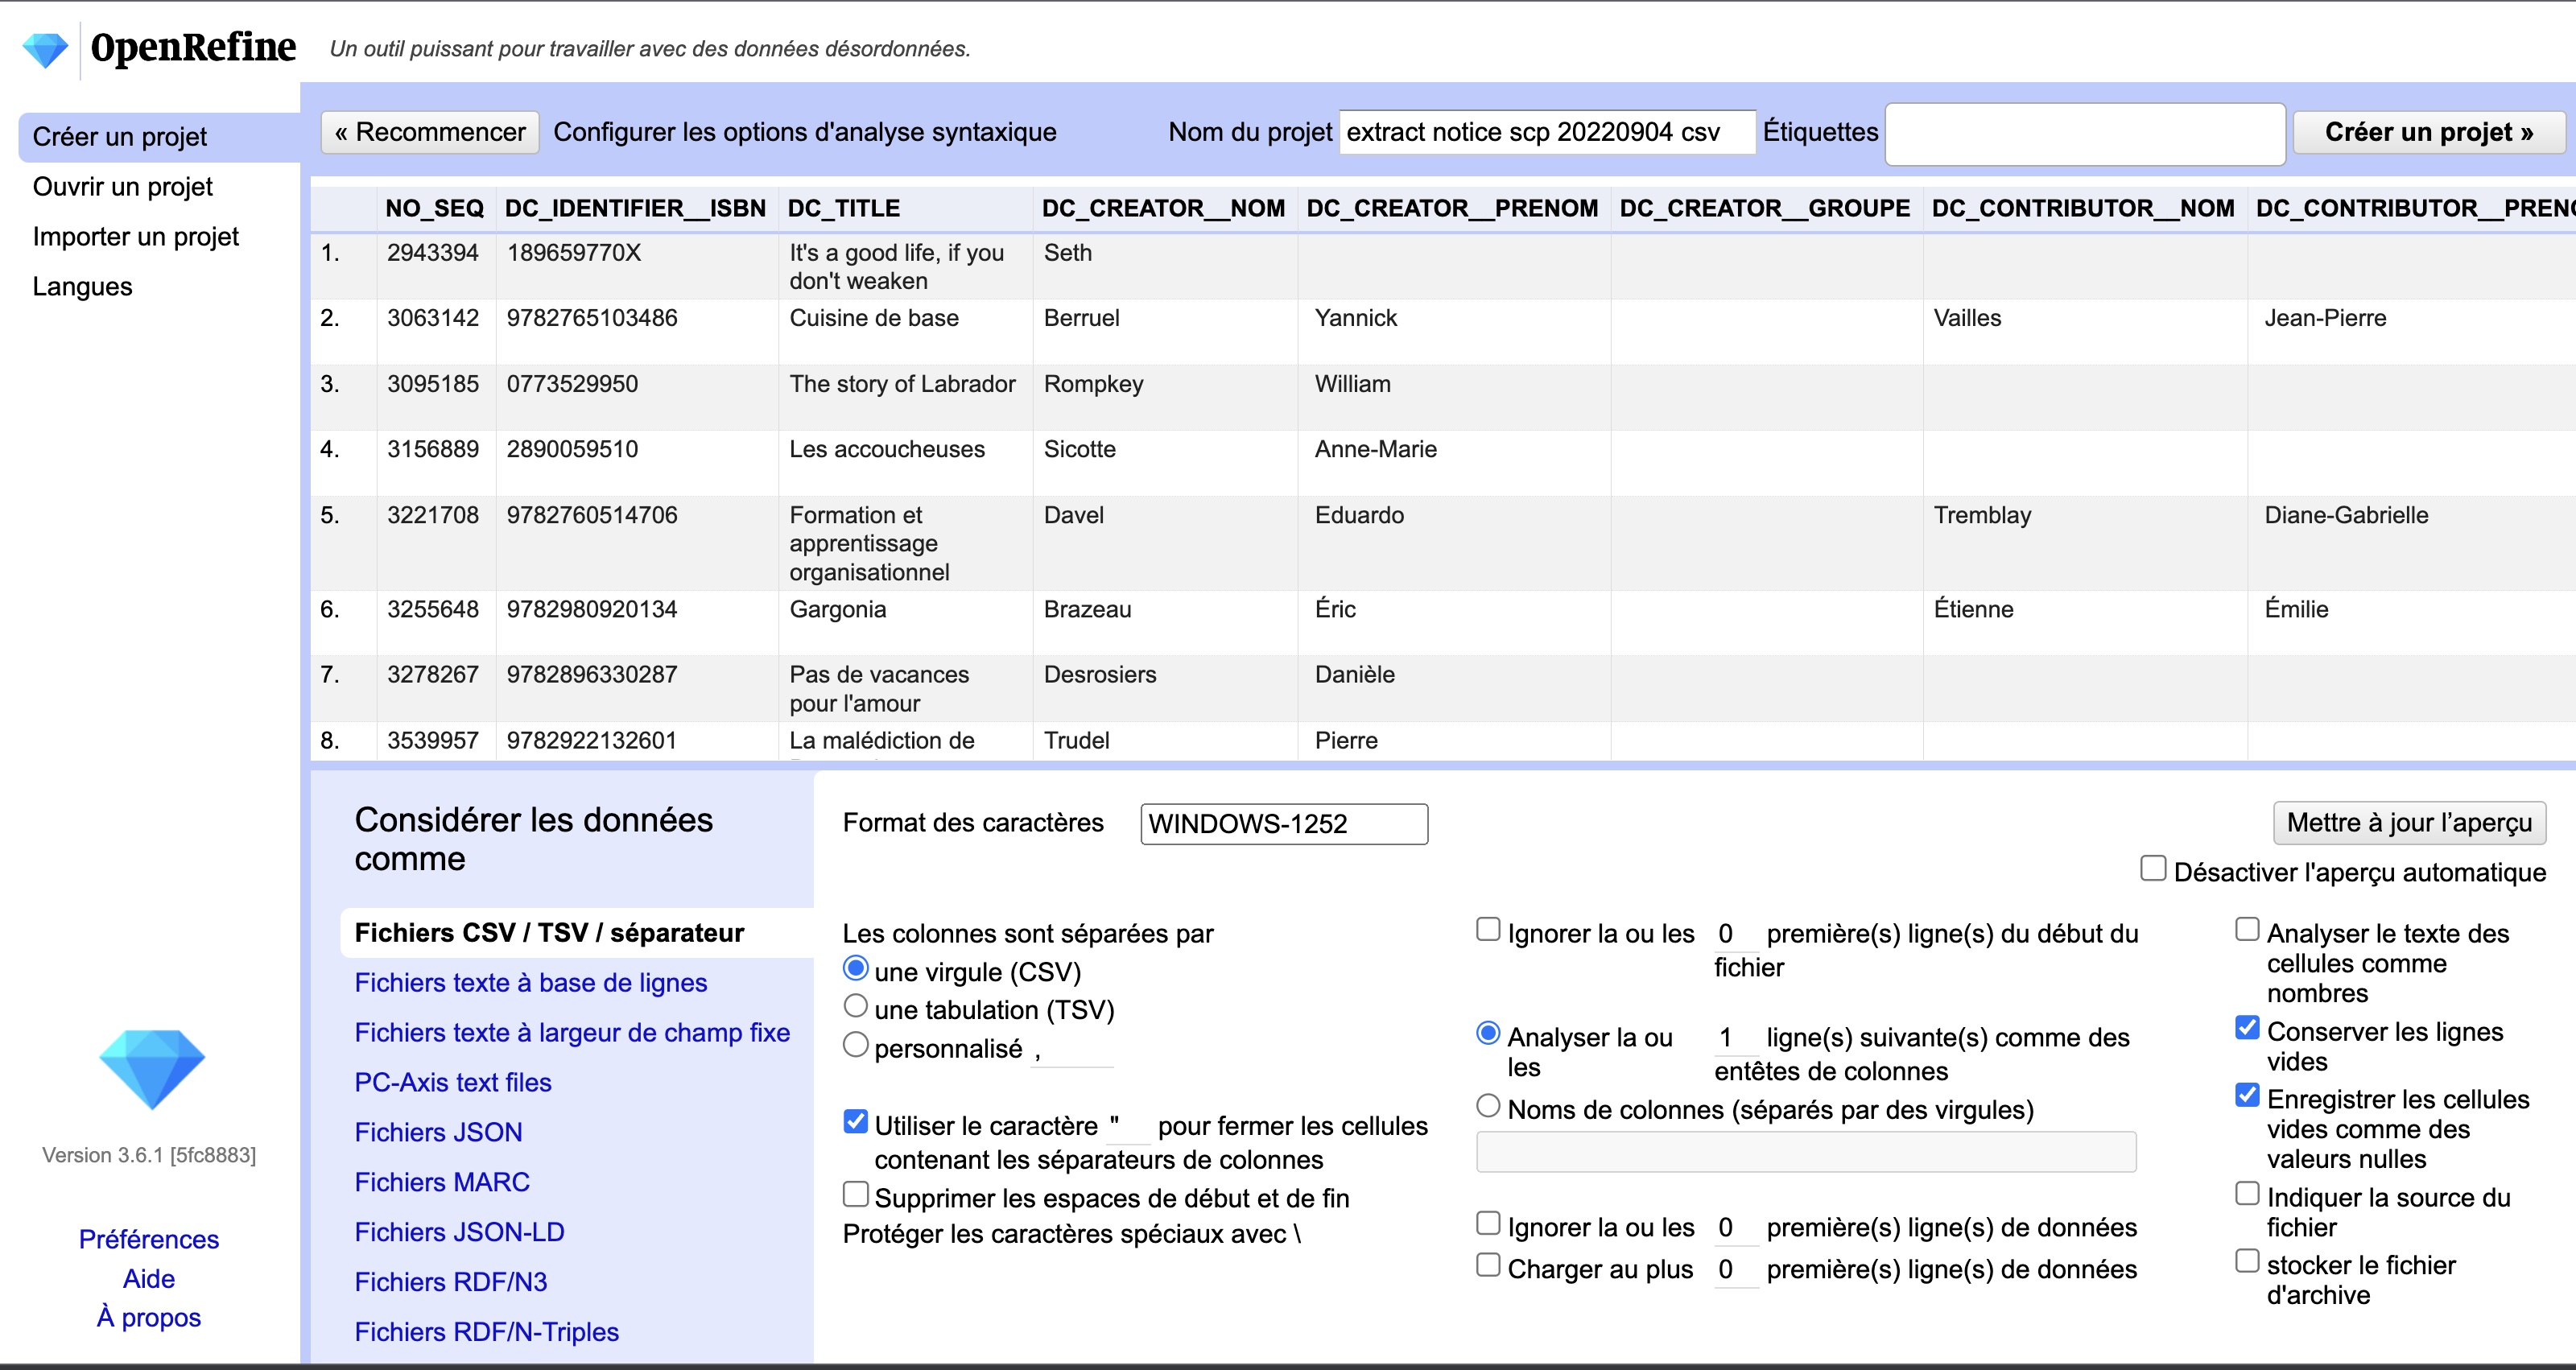 OpenRefine Un outil puissant pour travailler avec des données désordonnées.
Créer un projet
Ouvrir un projet
Importer un projet
Langues
« Recommencer Configurer les options d'analyse syntaxique Nom du projet extract notice scp 20220904 csv Étiquettes Créer un projet »
NO_SEQ DC_IDENTIFIER__ISBN DC_TITLE DC_CREATOR__NOM DC_CREATOR__PRENOM DC_CREATOR__GROUPE DC_CONTRIBUTOR__NOM DC_CONTRIBUTOR__PREN
1. 2943394 189659770X It's a good life, if you Seth
don't weaken
2. 3063142 9782765103486 Cuisine de base Berruel Yannick Vailles Jean-Pierre
3. 3095185 0773529950 The story of Labrador Rompkey William
4. 3156889 2890059510 Les accoucheuses Sicotte Anne-Marie
5. 3221708 9782760514706 Formation et Davel Eduardo Tremblay Diane-Gabrielle
apprentissage
organisationnel
6. 3255648 9782980920134 Gargonia Brazeau Éric Étienne Émilie
7. 3278267 9782896330287 Pas de vacances Desrosiers Danièle
pour l'amour
8. 3539957 9782922132601 La malédiction de Trudel Pierre
Considérer les données
comme
Fichiers CSV / TSV / séparateur
Fichiers texte à base de lignes
Fichiers texte à largeur de champ fixe
PC-Axis text files
Fichiers JSON
Fichiers MARC
Fichiers JSON-LD
Fichiers RDF/N3
Fichiers RDF/N-Triples
Format des caractères WINDOWS-1252
Mettre à jour l’aperçu
Désactiver l'aperçu automatique
Les colonnes sont séparées par
une virgule (CSV)
une tabulation (TSV)
personnalisé ,
Utiliser le caractère " pour fermer les cellules
contenant les séparateurs de colonnes
Supprimer les espaces de début et de fin
Protéger les caractères spéciaux avec \
Ignorer la ou les 0 première(s) ligne(s) du début du
fichier
Analyser la ou 1 ligne(s) suivante(s) comme des
les entêtes de colonnes
Noms de colonnes (séparés par des virgules)
Ignorer la ou les 0 première(s) ligne(s) de données
Charger au plus 0 première(s) ligne(s) de données
Analyser le texte des
cellules comme
nombres
Conserver les lignes
vides
Enregistrer les cellules
vides comme des
valeurs nulles
Indiquer la source du
fichier
stocker le fichier
d'archive
Version 3.6.1 [5fc8883]
Préférences
Aide
À propos